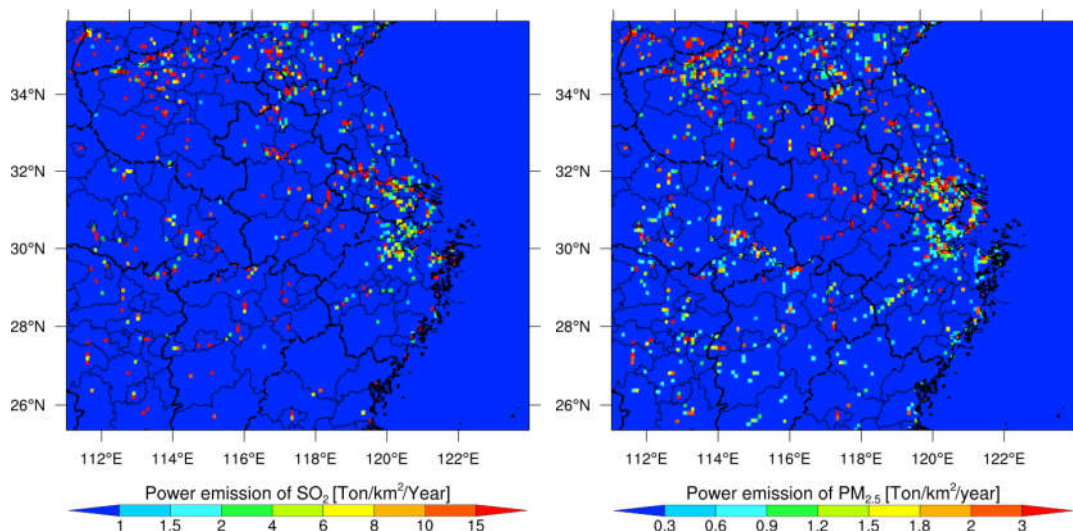 34°N
32°N
30°N
28°N
26°N
112°E 114°E 116°E 118°E 120°E 122°E
Power emission of SO2 [Ton/km2/Year]
1 1.5 2 4 6 8 10 15
34°N
32°N
30°N
28°N
26°N
112°E 114°E 116°E 118°E 120°E 122°E
Power emission of PM2.5 [Ton/km2/year]
0.3 0.6 0.9 1.2 1.5 1.8 2 3